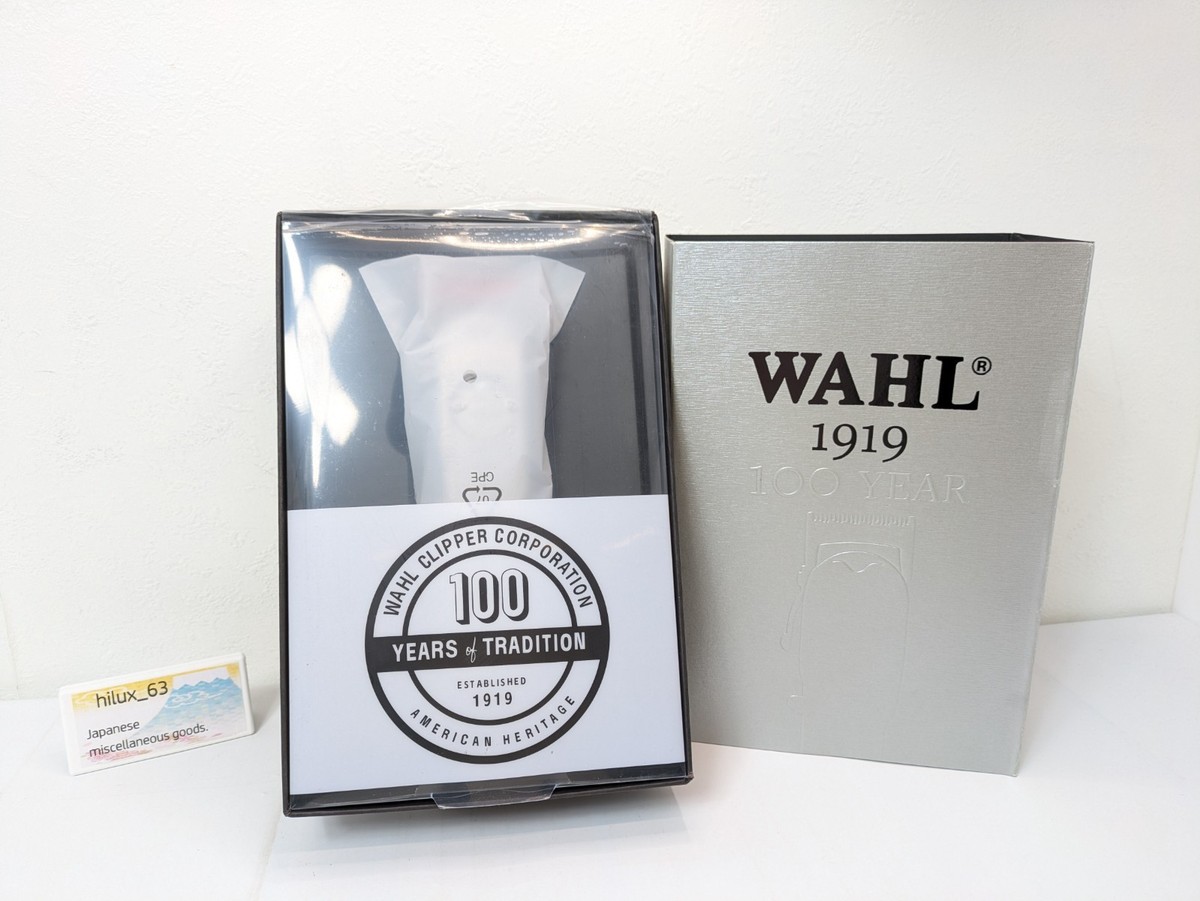 hilux_63
Japanese
miscellaneous goods.
CPE
07
WAHL CLIPPER CORPORATION
100
YEARS of TRADITION
ESTABLISHED
1919
AMERICAN HERITAGE
WAHL®
1919
100 YEAR